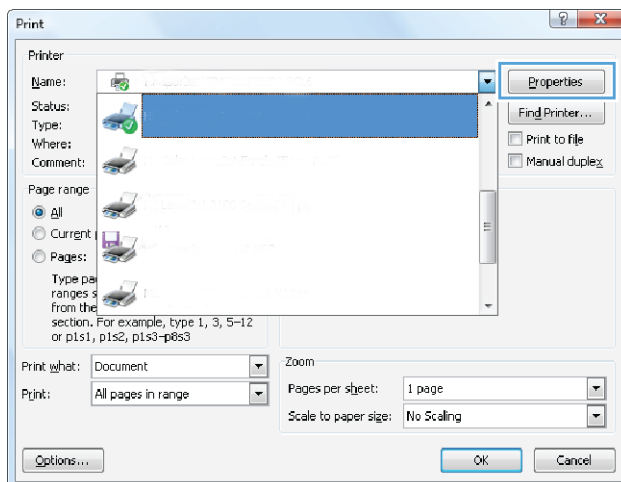 Print
Printer
Name:
Properties
Status:
Find Printer...
Type:
Print to file
Where:
Manual duplex
Comment:
Page range
All
Current
Pages:
Type
ranges
from the
section. For example, type 1, 3, 5–12
or p1s1, p1s2, p1s3–p8s3
Print what: Document
Print: All pages in range
Zoom
Pages per sheet: 1 page
Scale to paper size: No Scaling
Options...
OK
Cancel